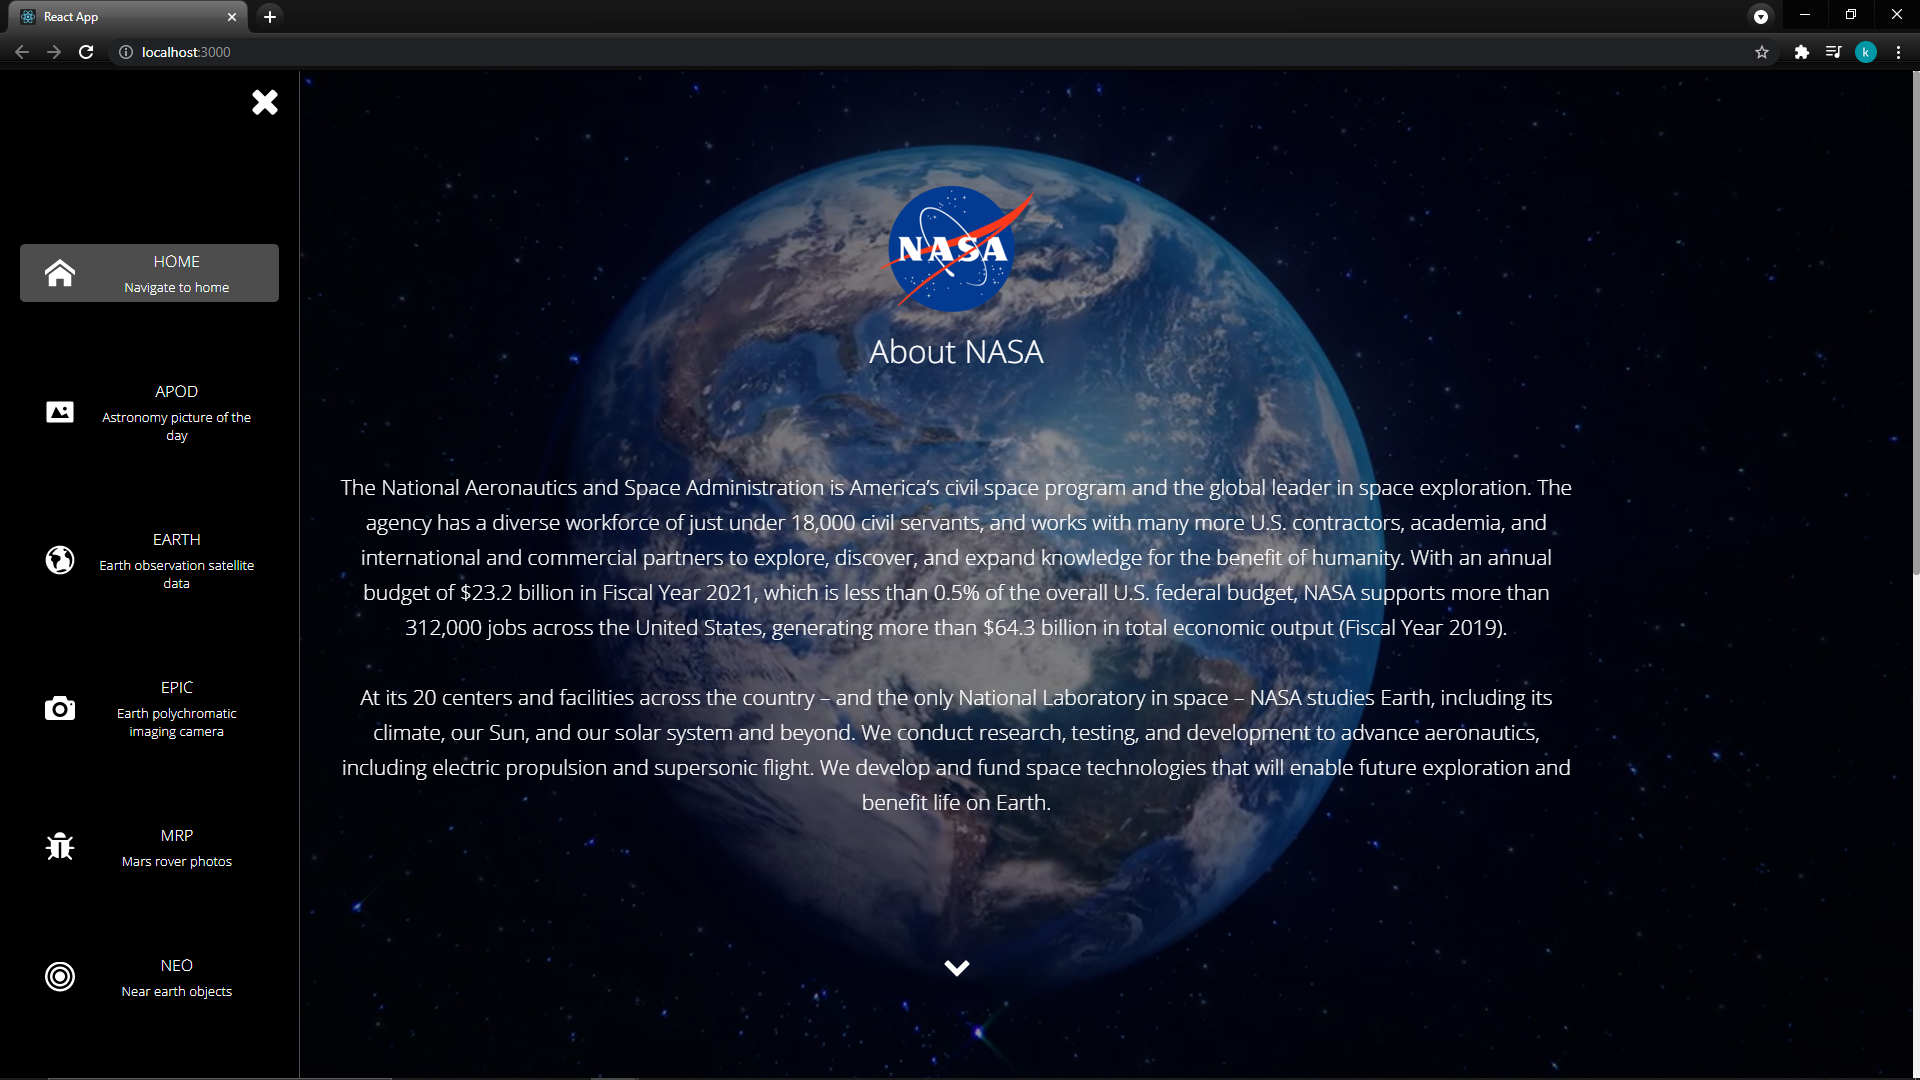 React App
localhost:3000
k
HOME
Navigate to home
APOD
Astronomy picture of the
day
EARTH
Earth observation satellite
data
EPIC
Earth polychromatic
imaging camera
MRP
Mars rover photos
NEO
Near earth objects
NASA
About NASA
The National Aeronautics and Space Administration is America’s civil space program and the global leader in space exploration. The
agency has a diverse workforce of just under 18,000 civil servants, and works with many more U.S. contractors, academia, and
international and commercial partners to explore, discover, and expand knowledge for the benefit of humanity. With an annual
budget of $23.2 billion in Fiscal Year 2021, which is less than 0.5% of the overall U.S. federal budget, NASA supports more than
312,000 jobs across the United States, generating more than $64.3 billion in total economic output (Fiscal Year 2019).
At its 20 centers and facilities across the country – and the only National Laboratory in space – NASA studies Earth, including its
climate, our Sun, and our solar system and beyond. We conduct research, testing, and development to advance aeronautics,
including electric propulsion and supersonic flight. We develop and fund space technologies that will enable future exploration and
benefit life on Earth.